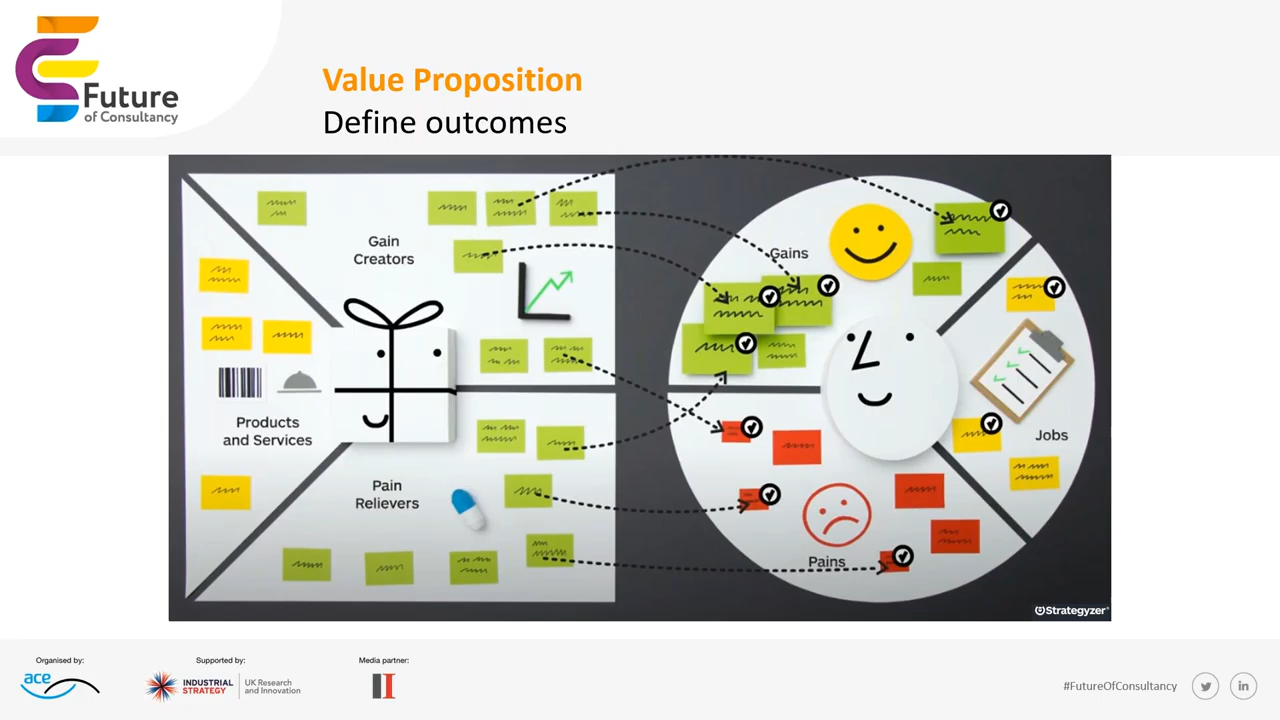 Future
of Consultancy
Value Proposition
Define outcomes
Gain
Creators
Products
and Services
Pain
Relievers
Gains
Jobs
Pains
Strategyzer
Organised by:
ace
Supported by:
INDUSTRIAL
STRATEGY
UK Research
and Innovation
Media partner:
#FutureOfConsultancy
in